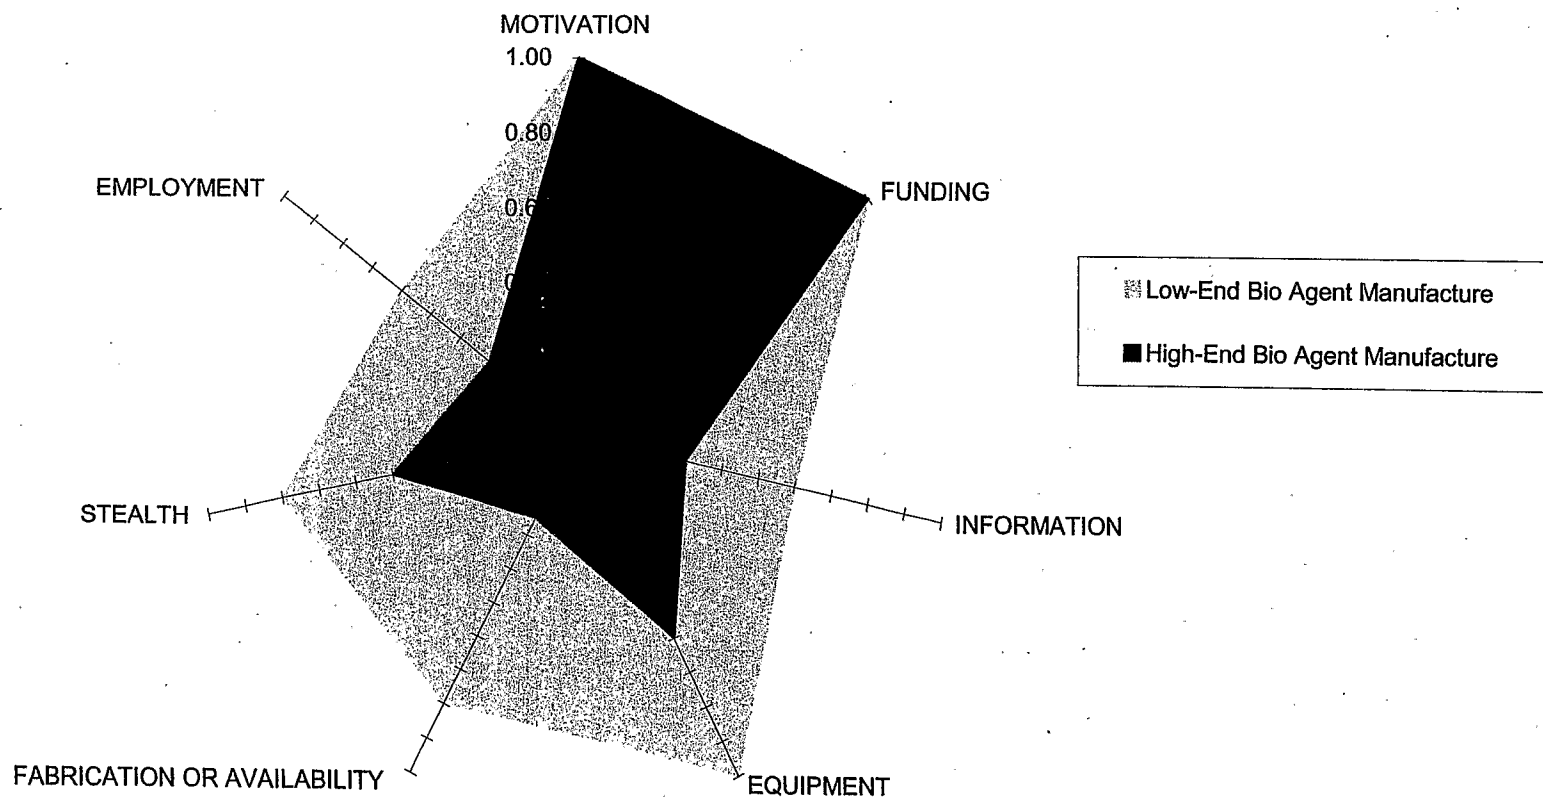 MOTIVATION
1.00
0.80
EMPLOYMENT
FUNDING
Low-End Bio Agent Manufacture
High-End Bio Agent Manufacture
STEALTH
INFORMATION
FABRICATION OR AVAILABILITY
EQUIPMENT